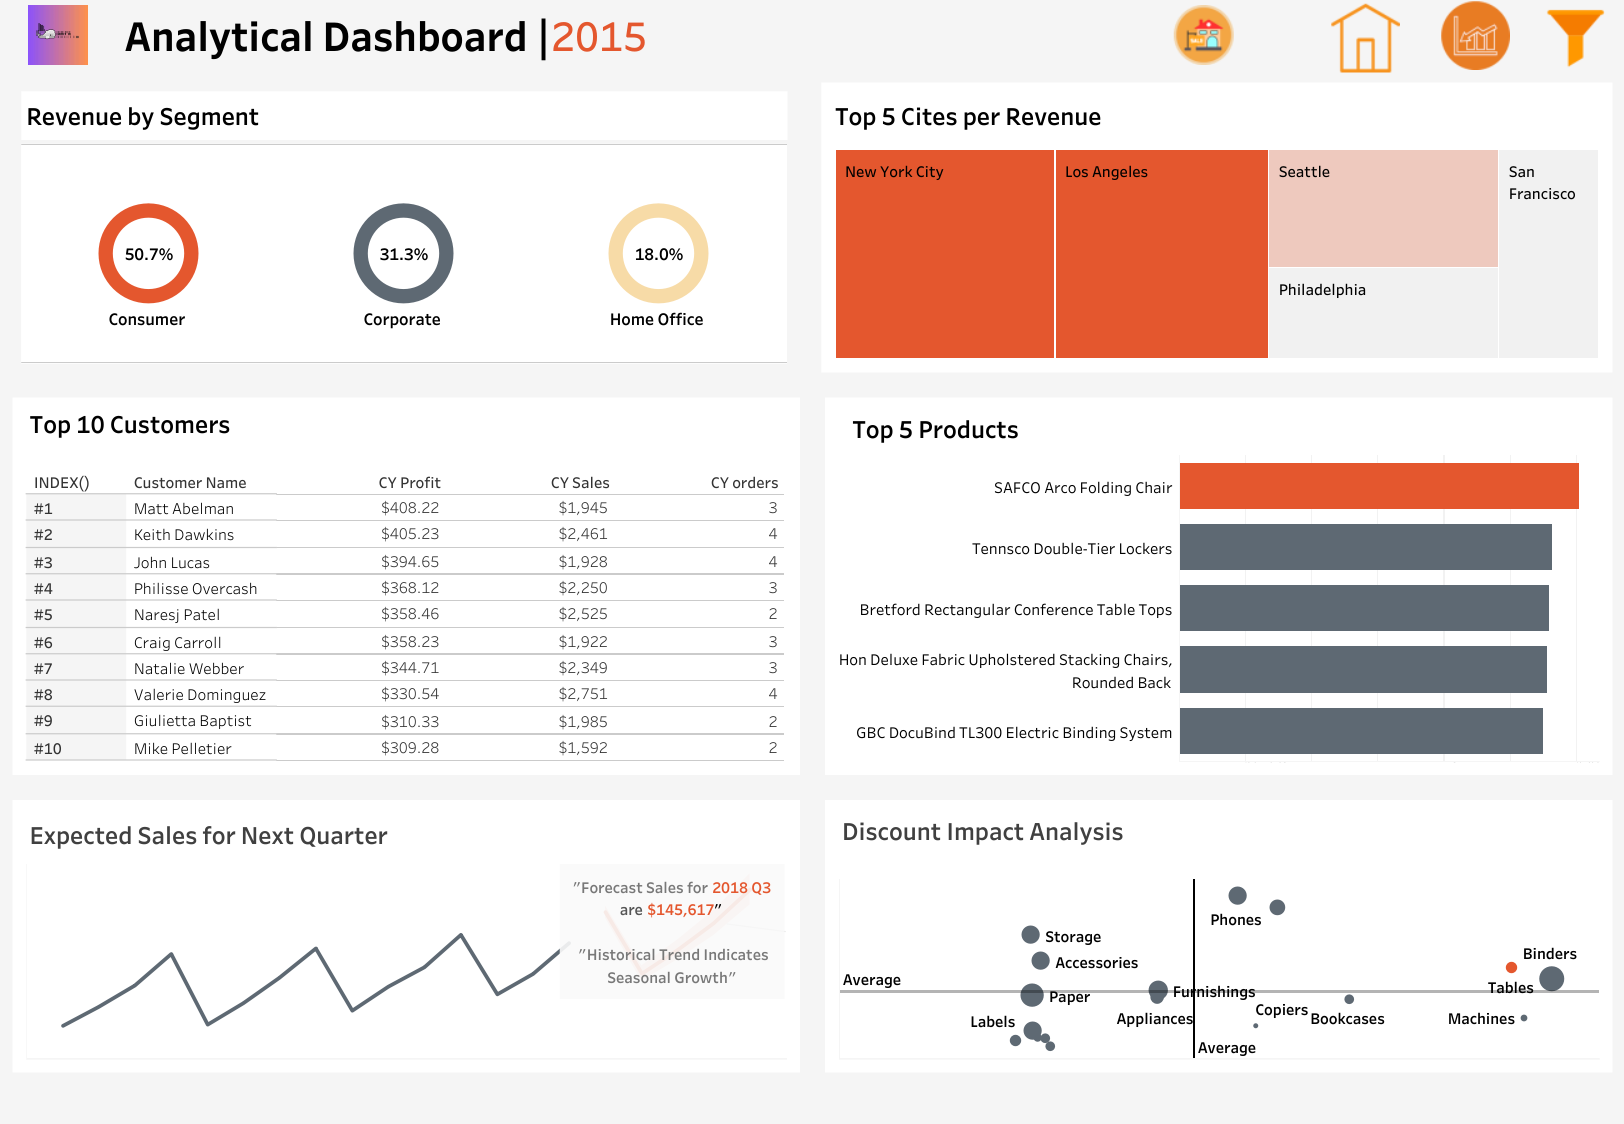 Analytical Dashboard |2015
Revenue by Segment
50.7%
31.3%
18.0%
Consumer
Corporate
Home Office
Top 5 Cites per Revenue
New York City
Los Angeles
Seattle
San
Francisco
Philadelphia
Top 10 Customers
INDEX() Customer Name CY Profit CY Sales CY orders
#1 Matt Abelman $408.22 $1,945 3
#2 Keith Dawkins $405.23 $2,461 4
#3 John Lucas $394.65 $1,928 4
#4 Philisse Overcash $368.12 $2,250 3
#5 Naresj Patel $358.46 $2,525 2
#6 Craig Carroll $358.23 $1,922 3
#7 Natalie Webber $344.71 $2,349 3
#8 Valerie Dominguez $330.54 $2,751 4
#9 Giulietta Baptist $310.33 $1,985 2
#10 Mike Pelletier $309.28 $1,592 2
Top 5 Products
SAFCO Arco Folding Chair
Tennsco Double-Tier Lockers
Bretford Rectangular Conference Table Tops
Hon Deluxe Fabric Upholstered Stacking Chairs,
Rounded Back
GBC DocuBind TL300 Electric Binding System
Expected Sales for Next Quarter
"Forecast Sales for 2018 Q3
are $145,617"
"Historical Trend Indicates
Seasonal Growth"
Discount Impact Analysis
Phones
Storage
Accessories
Binders
Average
Tables
Paper
Furnishings
Copiers
Labels
Appliances
Bookcases
Machines
Average